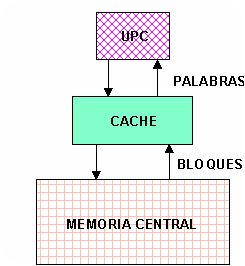 UPC
PALABRAS
CACHE
BLOQUES
MEMORIA CENTRAL